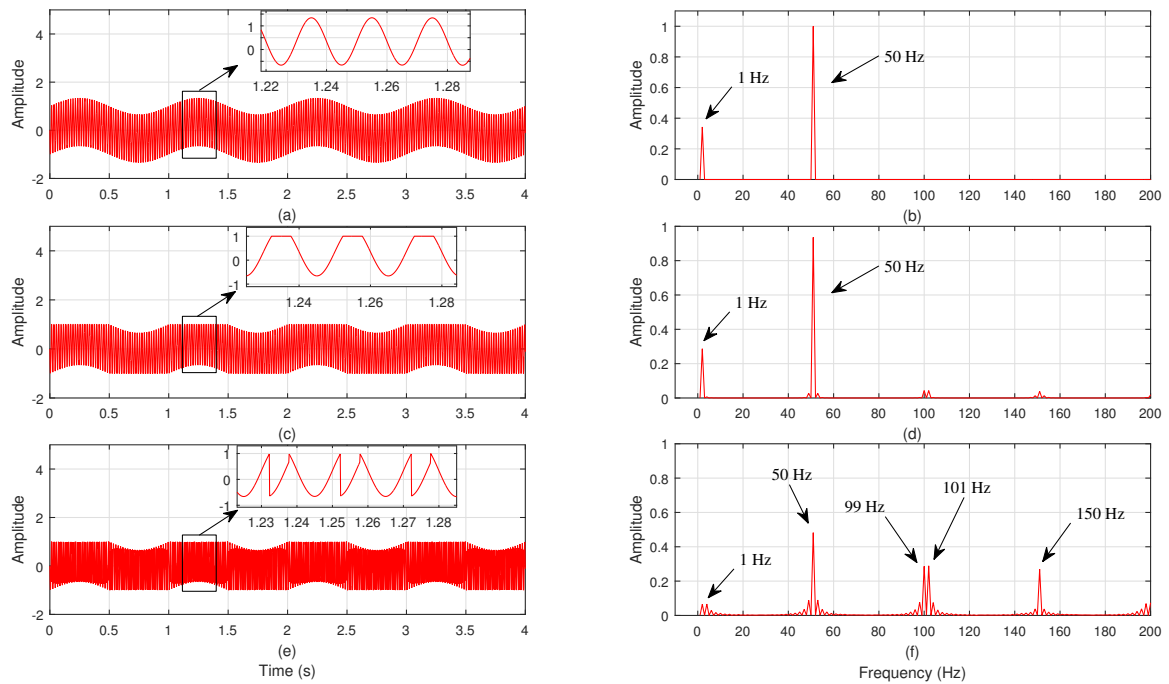 4
2
0
-2
Amplitude
0 0.5 1 1.5 2 2.5 3 3.5 4
(a)
1
0
1.22 1.24 1.26 1.28
1
0.8
0.6
0.4
0.2
0
Amplitude
1 Hz
50 Hz
0 20 40 60 80 100 120 140 160 180 200
(b)
4
2
0
-2
Amplitude
0 0.5 1 1.5 2 2.5 3 3.5 4
(c)
1
0
-1
1.24 1.26 1.28
1
0.8
0.6
0.4
0.2
0
Amplitude
1 Hz
50 Hz
0 20 40 60 80 100 120 140 160 180 200
(d)
4
2
0
-2
Amplitude
0 0.5 1 1.5 2 2.5 3 3.5 4
(e)
Time (s)
1
0
-1
1.23 1.24 1.25 1.26 1.27 1.28
1
0.8
0.6
0.4
0.2
0
Amplitude
1 Hz
50 Hz
99 Hz
101 Hz
150 Hz
0 20 40 60 80 100 120 140 160 180 200
(f)
Frequency (Hz)